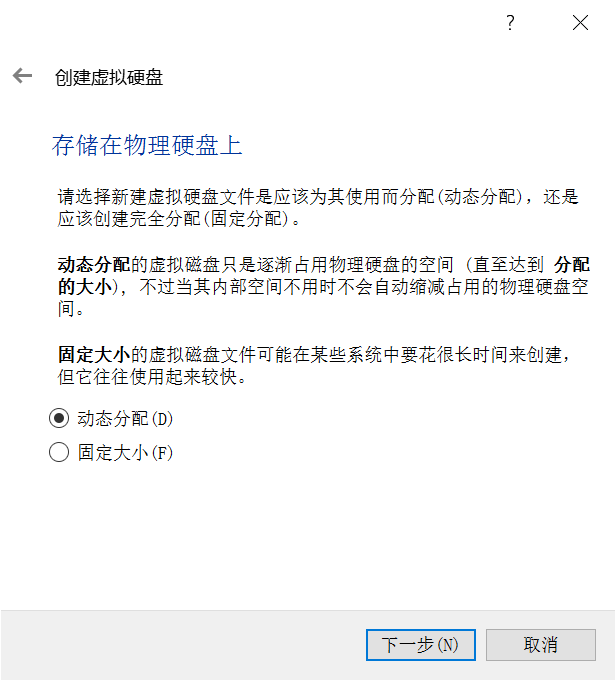 ?
创建虚拟硬盘
存储在物理硬盘上
请选择新建虚拟硬盘文件是应该为其使用而分配(动态分配)，还是
应该创建完全分配(固定分配)。
动态分配的虚拟磁盘只是逐渐占用物理硬盘的空间 (直至达到 分配
的大小)，不过当其内部空间不用时不会自动缩减占用的物理硬盘空
间。
固定大小的虚拟磁盘文件可能在某些系统中要花很长时间来创建，
但它往往使用起来较快。
动态分配(D)
固定大小(F)
下一步(N)
取消